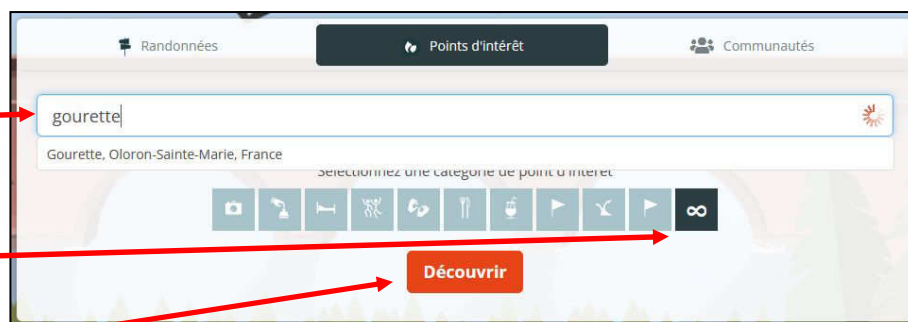 Randonnées
Points d'intérêt
Communautés
gourette
Gourette, Oloron-Sainte-Marie, France
Sélectionnez une catégorie de point d'intérêt
Découvrir